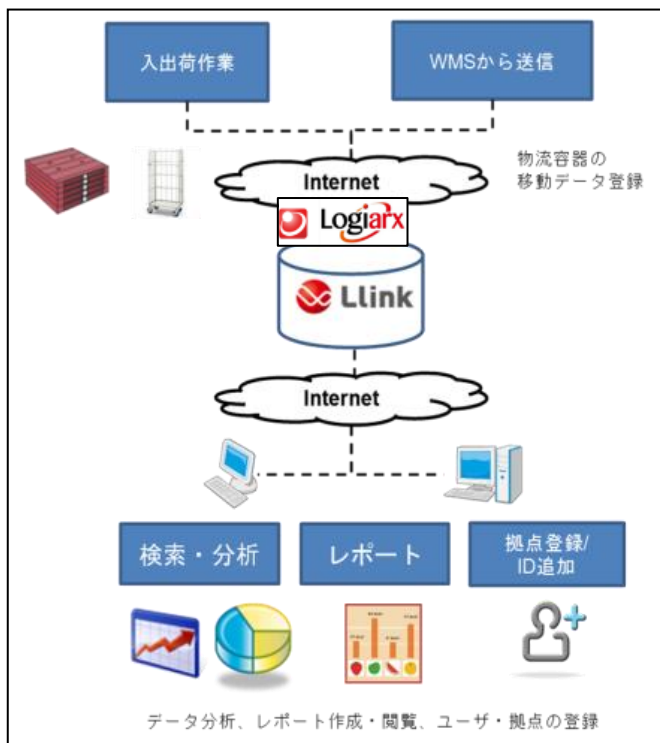 入出荷作業
WMSから送信
物流容器の
移動データ登録
Internet
Logiarx
Llink
Internet
検索・分析
レポート
拠点登録/
ID追加
データ分析、レポート作成・閲覧、ユーザ・拠点の登録